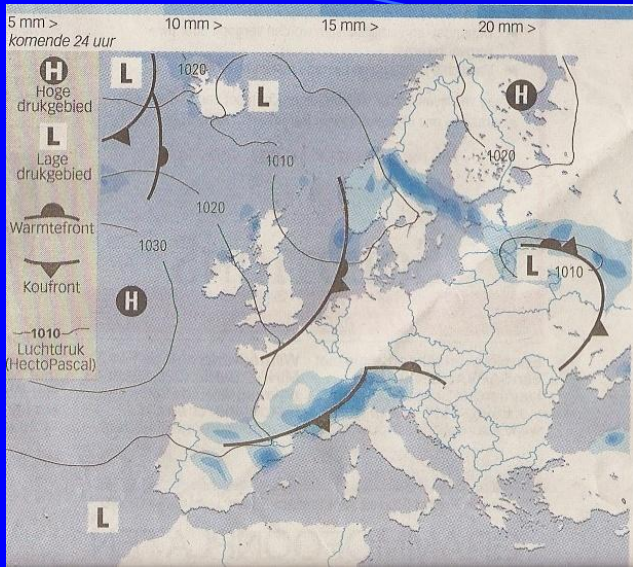 5 mm > 10 mm > 15 mm > 20 mm >
komende 24 uur
H
Hoge
drukgebied
L
Lage
drukgebied
Warmtefront
Koufront
1010
Luchtdruk
(HectoPascal)
L
1020
L
H
1020
1010
1020
1030
H
L
1010
L